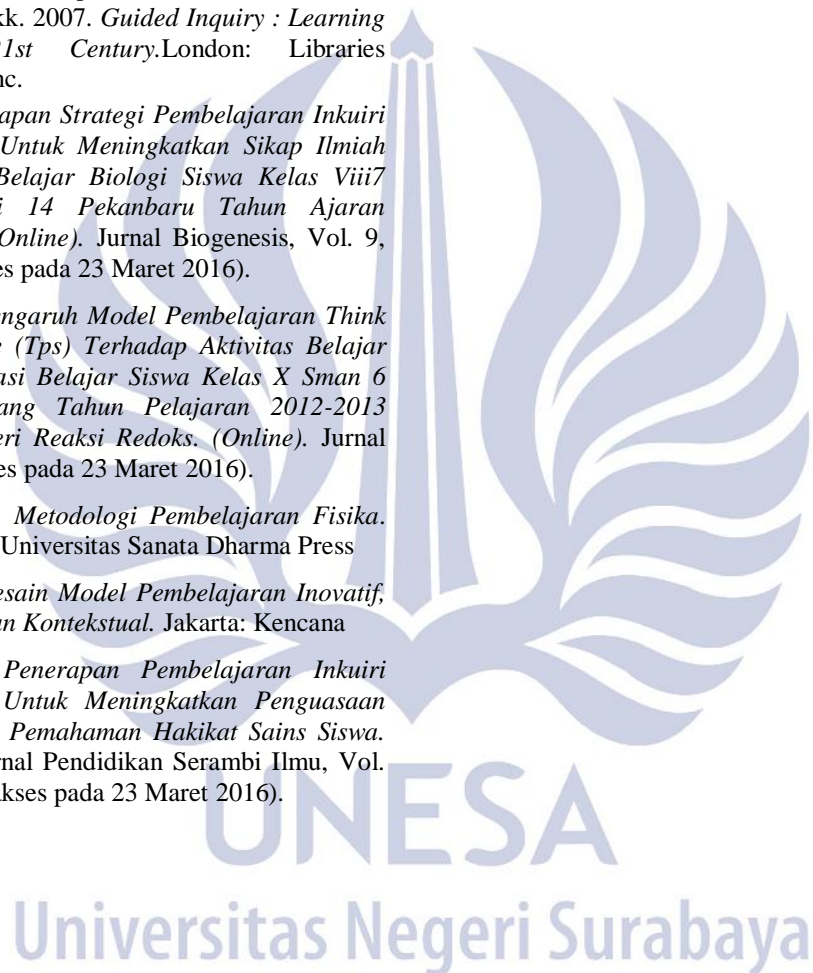 kk. 2007. Guided Inquiry : Learning
1st Century.London: Libraries
nc.
apan Strategi Pembelajaran Inkuiri
Untuk Meningkatkan Sikap Ilmiah
Belajar Biologi Siswa Kelas Viii7
i 14 Pekanbaru Tahun Ajaran
Online). Jurnal Biogenesis, Vol. 9,
es pada 23 Maret 2016).
engaruh Model Pembelajaran Think
e (Tps) Terhadap Aktivitas Belajar
asi Belajar Siswa Kelas X Sman 6
ang Tahun Pelajaran 2012-2013
eri Reaksi Redoks. (Online). Jurnal
es pada 23 Maret 2016).
Metodologi Pembelajaran Fisika.
Universitas Sanata Dharma Press
esain Model Pembelajaran Inovatif,
an Kontekstual. Jakarta: Kencana
Penerapan Pembelajaran Inkuiri
Untuk Meningkatkan Penguasaan
Pemahaman Hakikat Sains Siswa.
rnal Pendidikan Serambi Ilmu, Vol.
akses pada 23 Maret 2016).
UNESA
Universitas Negeri Surabaya